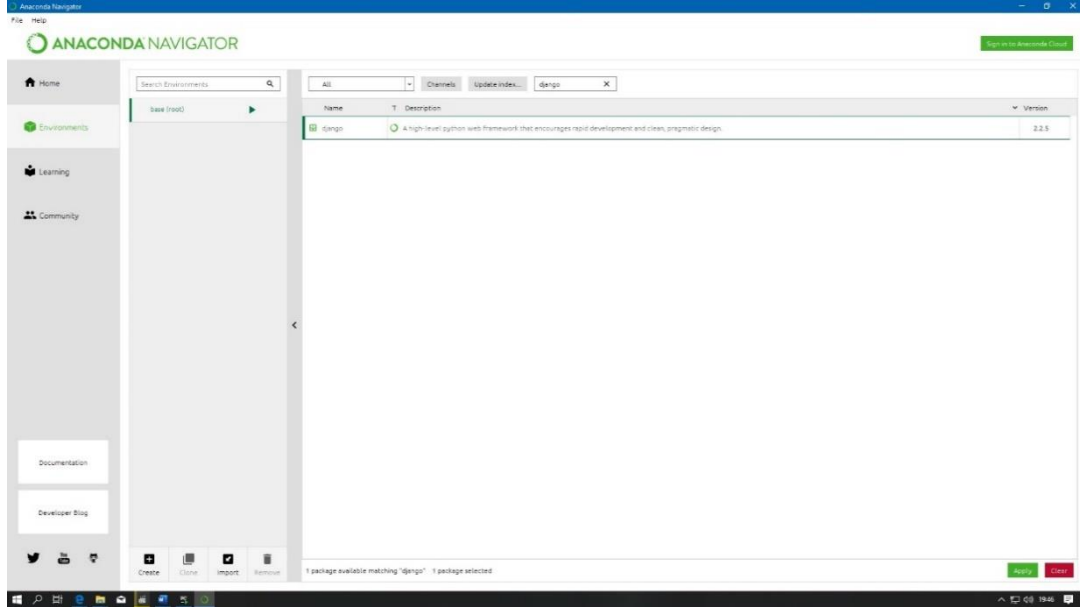 Anaconda Navigator
File Help
ANACONDA NAVIGATOR
Sign in to Anaconda Cloud
Home
Environments
Learning
Community
Documentation
Developer Blog
Search Environments
base (root)
Create Clone Import Remove
All Channels Update index... django X
Name T Description Version
django A high-level python web framework that encourages rapid development and clean, pragmatic design. 2.2.5
1 package available matching "django" 1 package selected
Apply Clear
19:46